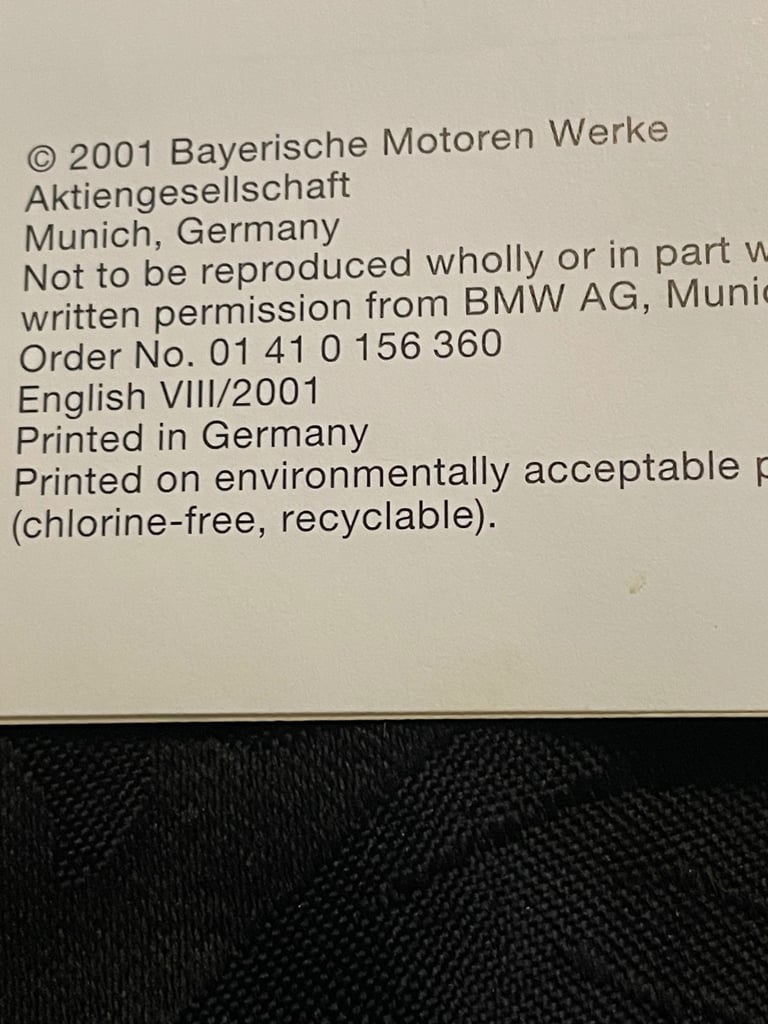 © 2001 Bayerische Motoren Werke
Aktiengesellschaft
Munich, Germany
Not to be reproduced wholly or in part
written permission from BMW AG,
Order No. 01 41 0 156 360
English VIII/2001
Printed in Germany
Printed on environmentally acceptable
(chlorine-free, recyclable).